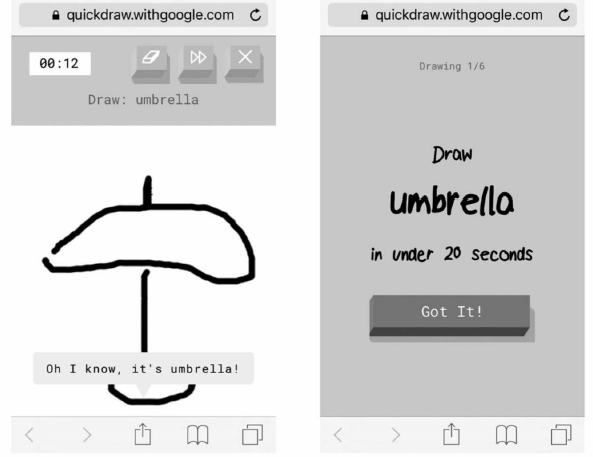 quickdraw.withgoogle.com
00:12
Draw: umbrella
Oh I know, it's umbrella!
quickdraw.withgoogle.com
Drawing 1/6
Draw
umbrella
in under 20 seconds
Got It!